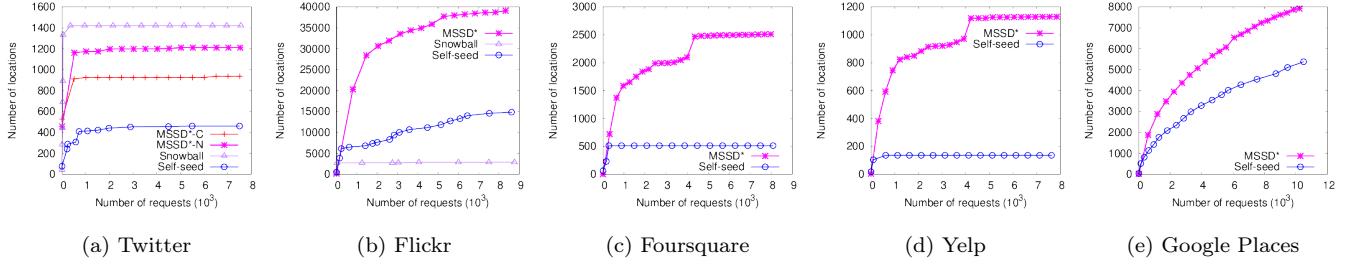 Number of locations
1600
1400
1200
1000
800
600
400
200
0
0 1 2 3 4 5 6 7 8
Number of requests (10³)
MSSD*-C
MSSD*-N
Snowball
Self-seed
(a) Twitter
Number of locations
40000
35000
30000
25000
20000
15000
10000
5000
0
0 1 2 3 4 5 6 7 8 9
Number of requests (10³)
MSSD*
Snowball
Self-seed
(b) Flickr
Number of locations
3000
2500
2000
1500
1000
500
0
0 1 2 3 4 5 6 7 8 9
Number of requests (10³)
MSSD*
Self-seed
(c) Foursquare
Number of locations
1200
1000
800
600
400
200
0
0 1 2 3 4 5 6 7 8
Number of requests (10³)
MSSD*
Self-seed
(d) Yelp
Number of locations
8000
7000
6000
5000
4000
3000
2000
1000
0
0 2 4 6 8 10 12
Number of requests (10³)
MSSD*
Self-seed
(e) Google Places